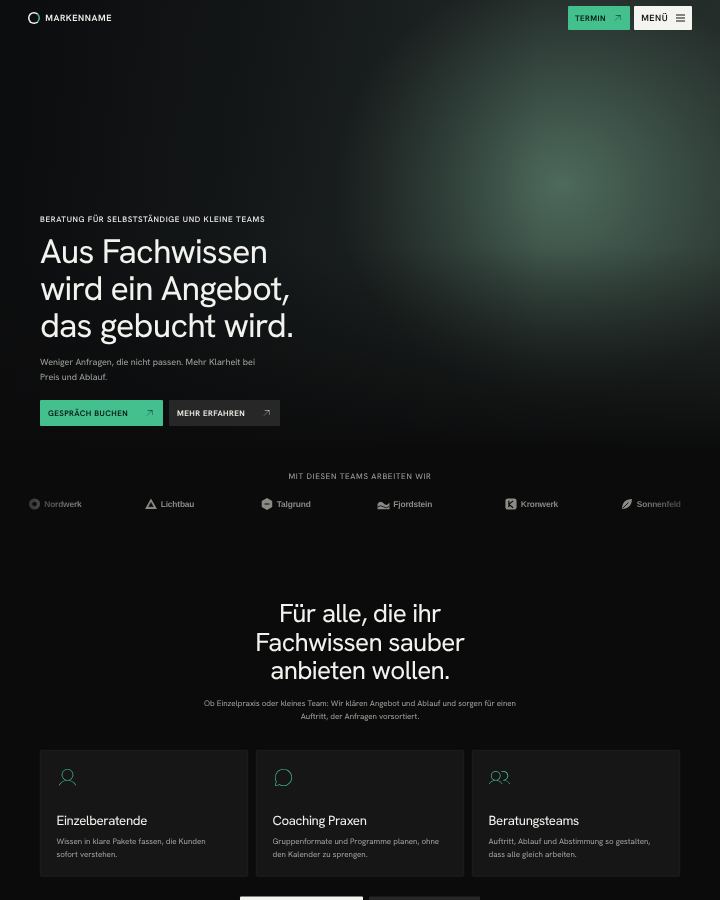 MARKENNAME
TERMIN
MENÜ
BERATUNG FÜR SELBSTSTÄNDIGE UND KLEINE TEAMS
Aus Fachwissen
wird ein Angebot,
das gebucht wird.
Weniger Anfragen, die nicht passen. Mehr Klarheit bei
Preis und Ablauf.
GESPRÄCH BUCHEN
MEHR ERFAHREN
MIT DIESEN TEAMS ARBEITEN WIR
Nordwerk
Lichtbau
Talgrund
Fjordstein
Kronwerk
Sonnenfeld
Für alle, die ihr
Fachwissen sauber
anbieten wollen.
Ob Einzelpraxis oder kleines Team: Wir klären Angebot und Ablauf und sorgen für einen
Auftritt, der Anfragen vorsortiert.
Einzelberatende
Wissen in klare Pakete fassen, die Kunden
sofort verstehen.
Coaching Praxen
Gruppenformate und Programme planen, ohne
den Kalender zu sprengen.
Beratungsteams
Auftritt, Ablauf und Abstimmung so gestalten,
dass alle gleich arbeiten.